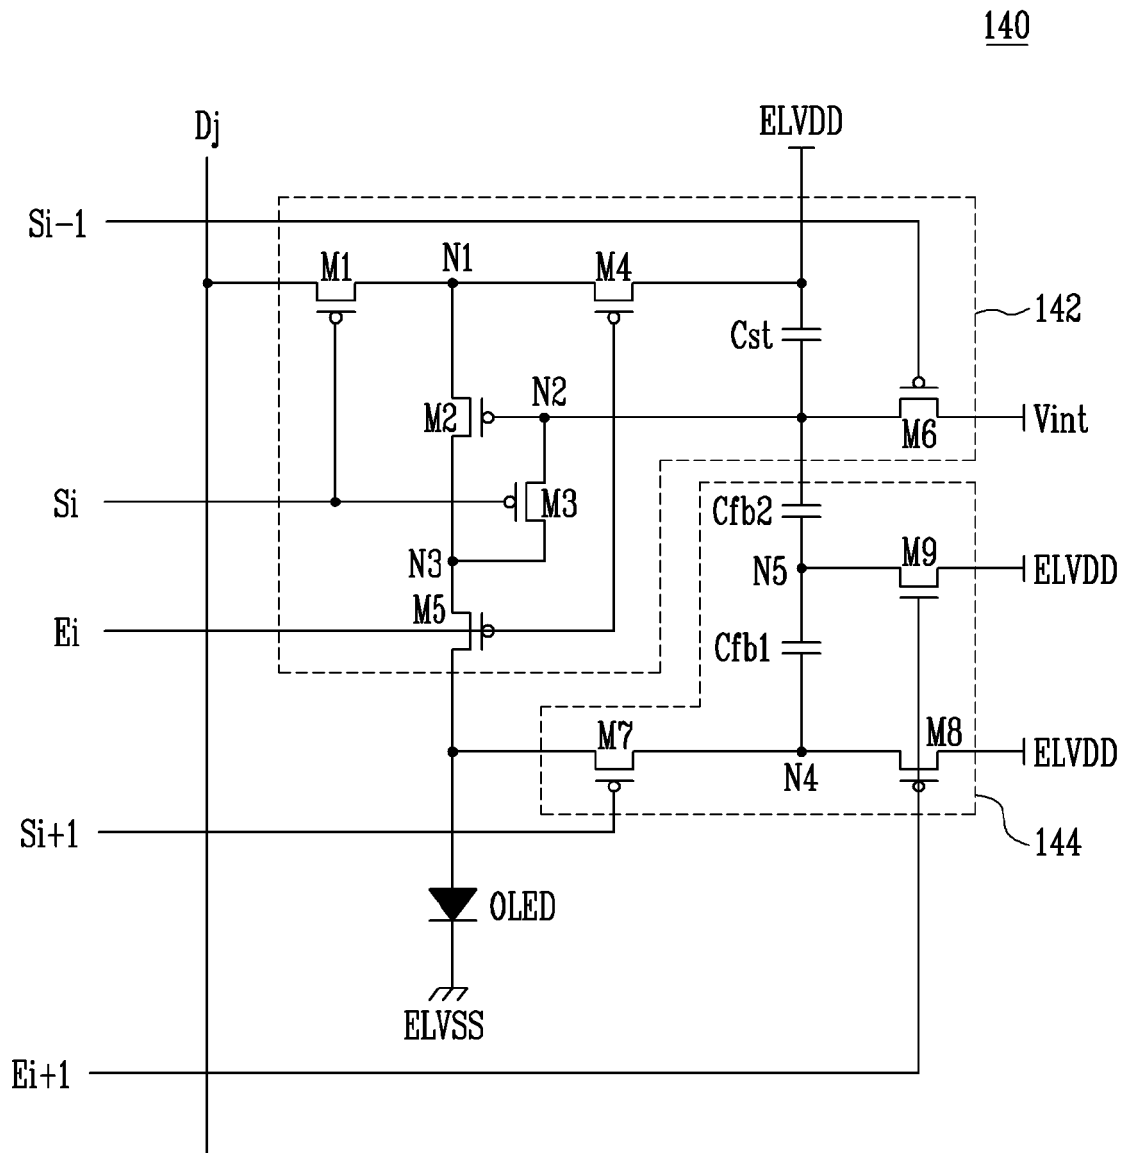 140
Dj
ELVDD
Si-1
M1
N1
M4
142
Cst
M2
N2
M6
Vint
Si
M3
Cfb2
N3
N5
M9
ELVDD
Ei
M5
Cfb1
M7
M8
N4
ELVDD
Si+1
144
OLED
ELVSS
Ei+1